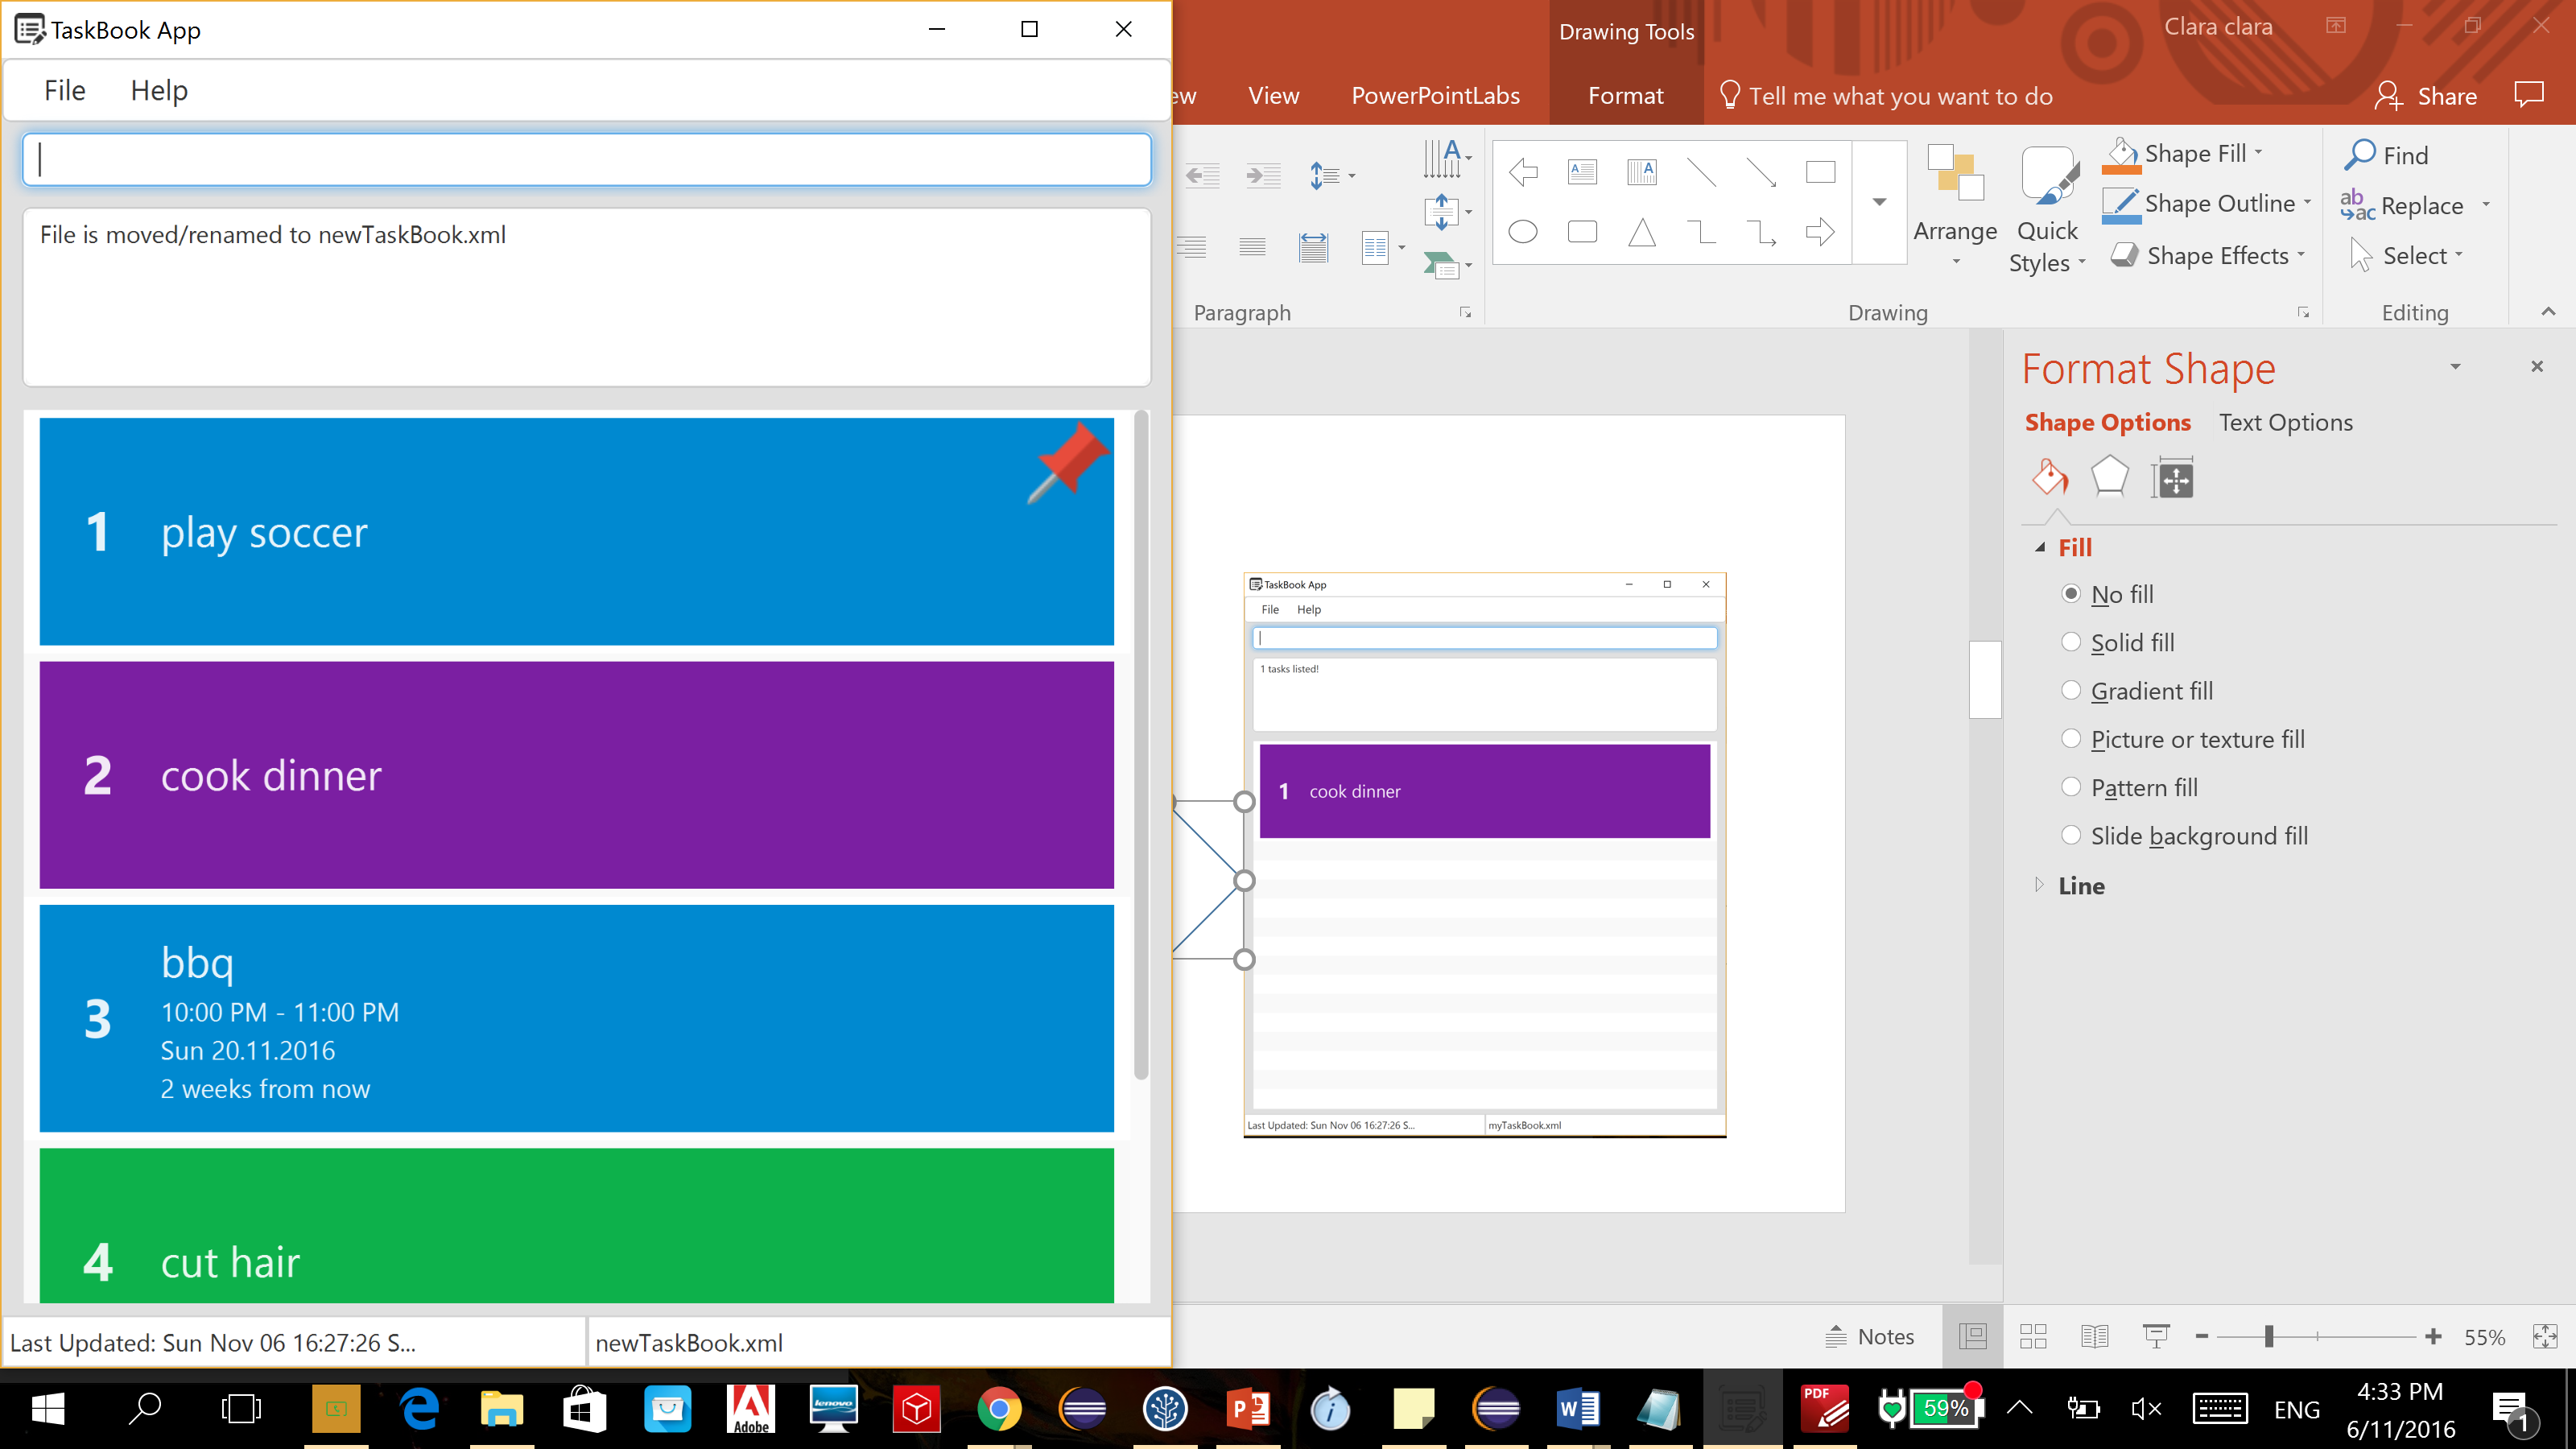 TaskBook App
File Help
File is moved/renamed to newTaskBook.xml
1 play soccer
2 cook dinner
3 bbq
10:00 PM - 11:00 PM
Sun 20.11.2016
2 weeks from now
4 cut hair
Last Updated: Sun Nov 06 16:27:26 S... newTaskBook.xml
Drawing Tools
Clara clara
ew View PowerPointLabs Format Tell me what you want to do Share
Shape Fill
Shape Outline
Shape Effects
Arrange
Quick
Styles
Find
Replace
Select
Paragraph Drawing Editing
TaskBook App
File Help
1 tasks listed!
1 cook dinner
Last Updated: Sun Nov 06 16:27:26 S... myTaskBook.xml
Format Shape
Shape Options Text Options
Fill
No fill
Solid fill
Gradient fill
Picture or texture fill
Pattern fill
Slide background fill
Line
Notes 55%
Adobe
lenovo
PDF
59%
ENG
4:33 PM
6/11/2016
1